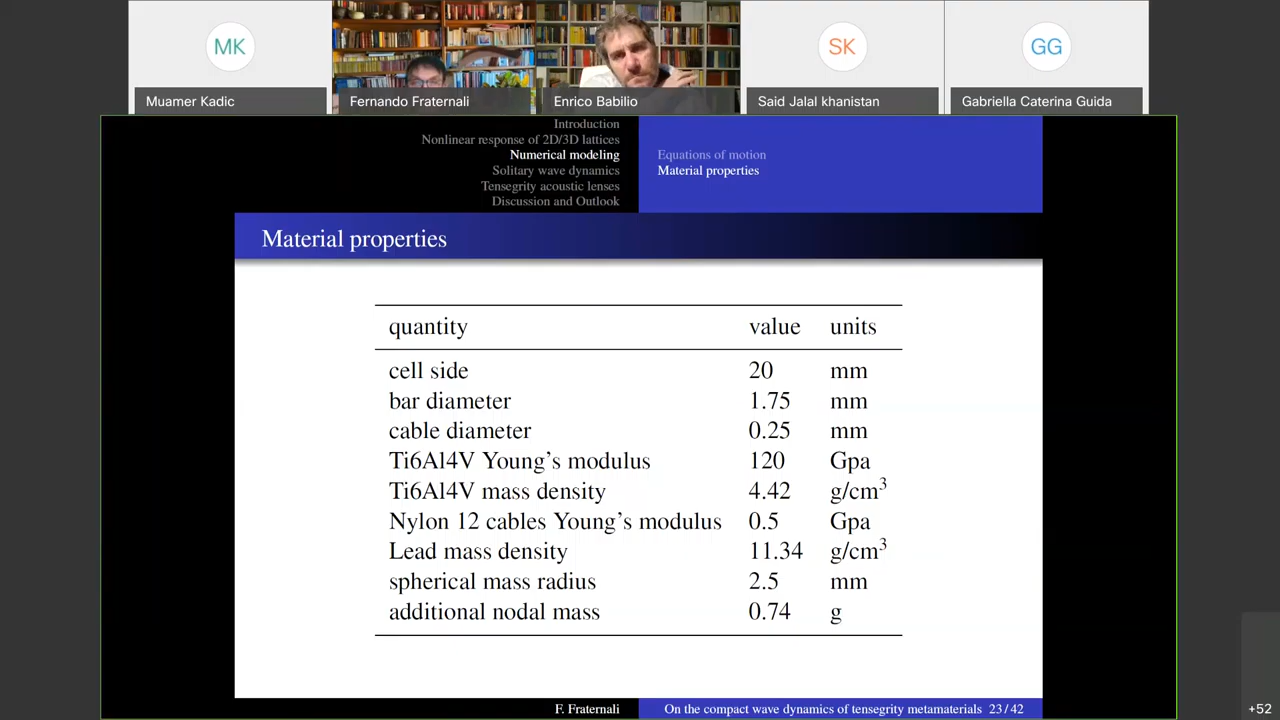 MK
SK
GG
Muamer Kadic
Fernando Fraternali
Enrico Babilio
Said Jalal khanistan
Gabriella Caterina Guida
Introduction
Nonlinear response of 2D/3D lattices
Numerical modeling
Solitary wave dynamics
Tensegrity acoustic lenses
Discussion and Outlook
Equations of motion
Material properties
Material properties
quantity value units
cell side 20 mm
bar diameter 1.75 mm
cable diameter 0.25 mm
Ti6Al4V Young's modulus 120 Gpa
Ti6Al4V mass density 4.42 g/cm³
Nylon 12 cables Young's modulus 0.5 Gpa
Lead mass density 11.34 g/cm³
spherical mass radius 2.5 mm
additional nodal mass 0.74 g
F. Fraternali On the compact wave dynamics of tensegrity metamaterials 23 / 42
+52